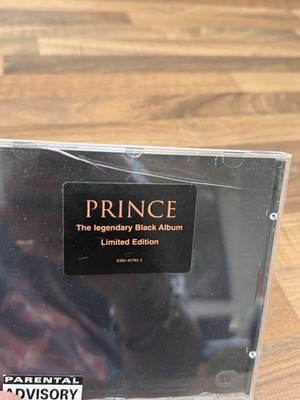 PRINCE
The legendary Black Album
Limited Edition
PARENTAL
ADVISORY